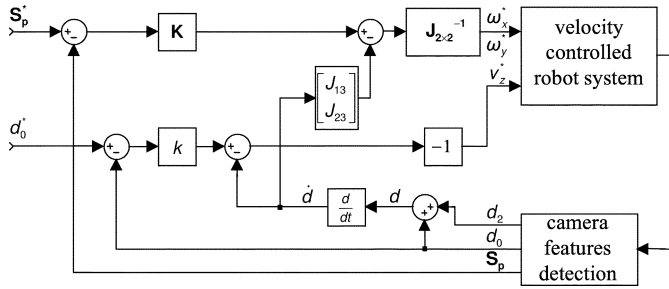 S*p
K
J2×2⁻¹
ω*x
ω*y
v*z
velocity
controlled
robot system
J13
J23
d*0
k
−1
ḋ
d
dt
d
d2
d0
Sp
camera
features
detection